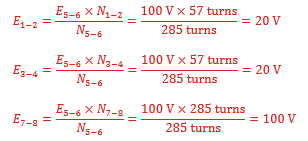 E₁₋₂ = (E₅₋₆ × N₁₋₂) / N₅₋₆ = (100 V × 57 turns) / (285 turns) = 20 V
E₃₋₄ = (E₅₋₆ × N₃₋₄) / N₅₋₆ = (100 V × 57 turns) / (285 turns) = 20 V
E₇₋₈ = (E₅₋₆ × N₇₋₈) / N₅₋₆ = (100 V × 285 turns) / (285 turns) = 100 V